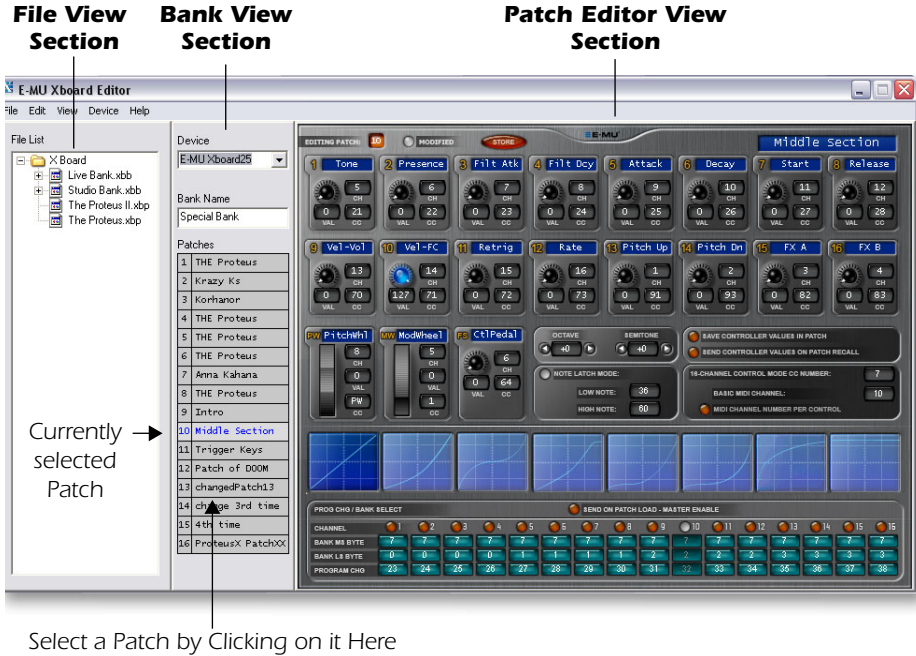 File View Section
Bank View Section
Patch Editor View Section
E-MU Xboard Editor
File Edit View Device Help
File List
X Board
Live Bank.xbb
Studio Bank.xbb
The Proteus II.xbp
The Proteus.xbp
Device
E-MU Xboard25
Bank Name
Special Bank
Patches
1 THE Proteus
2 Krazy Ks
3 Korhanor
4 THE Proteus
5 THE Proteus
6 THE Proteus
7 Anna Kahana
8 THE Proteus
9 Intro
10 Middle Section
11 Trigger Keys
12 Patch of DOOM
13 changedPatch13
14 change 3rd time
15 4th time
16 ProteusX PatchXX
Currently selected Patch
Select a Patch by Clicking on it Here
EDITING PATCH: 10 MODIFIED STORE E-MU Middle Section
1 Tone 2 Presence 3 Filt Atk 4 Filt Dcy 5 Attack 6 Decay 7 Start 8 Release
5 6 7 8 9 10 11 12
CH CH CH CH CH CH CH CH
0 21 0 22 0 23 0 24 0 25 0 26 0 27 0 28
VAL CC VAL CC VAL CC VAL CC VAL CC VAL CC VAL CC VAL CC
9 Vel-Vol 10 Vel-FC 11 Retrig 12 Rate 13 Pitch Up 14 Pitch Dn 15 FX A 16 FX B
13 14 15 16 1 2 3 4
CH CH CH CH CH CH CH CH
0 70 127 71 0 72 0 73 0 91 0 93 0 82 0 83
VAL CC VAL CC VAL CC VAL CC VAL CC VAL CC VAL CC VAL CC
PW PitchWhl MW ModWheel FS CtlPedal
8 5 6
CH CH CH
0 0 0 64
VAL VAL VAL CC
PW 1
CC CC
OCTAVE SEMITONE
+0 +0
NOTE LATCH MODE:
LOW NOTE: 36
HIGH NOTE: 60
SAVE CONTROLLER VALUES IN PATCH
SEND CONTROLLER VALUES ON PATCH RECALL
16-CHANNEL CONTROL MODE CC NUMBER: 7
BASIC MIDI CHANNEL: 10
MIDI CHANNEL NUMBER PER CONTROL
PROG CHG / BANK SELECT SEND ON PATCH LOAD - MASTER ENABLE
CHANNEL 1 2 3 4 5 6 7 8 9 10 11 12 13 14 15 16
BANK MS BYTE 7 7 7 7 7 7 7 7 7 7 7 7 7 7 7 7
BANK LS BYTE 0 0 0 0 1 1 1 1 2 2 2 2 3 3 3 3
PROGRAM CHG 23 24 25 26 27 28 29 30 31 32 33 34 35 36 37 38